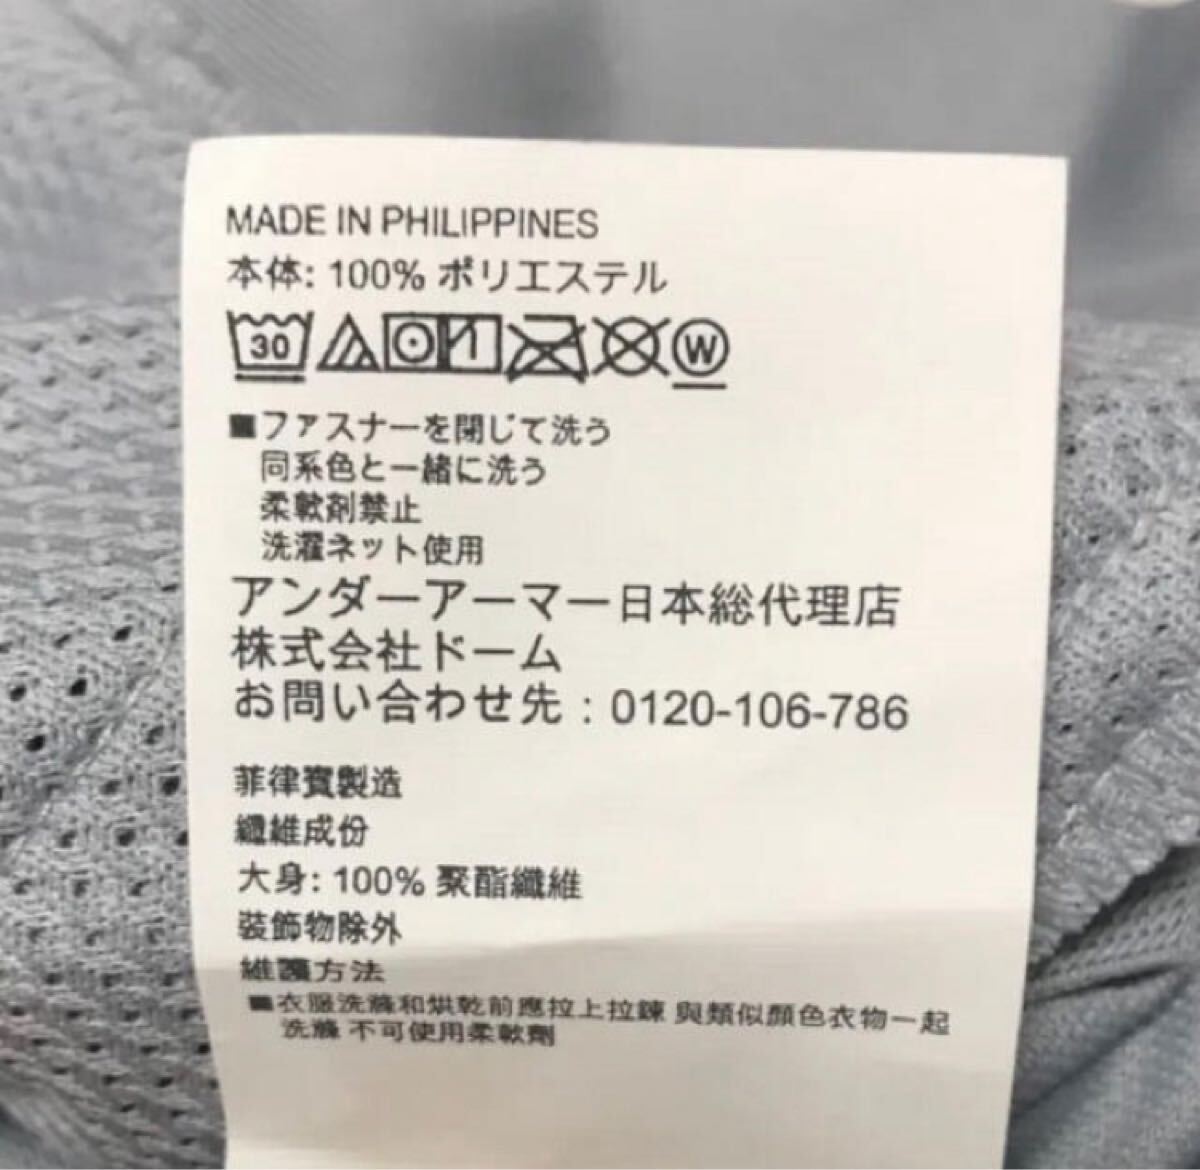 MADE IN PHILIPPINES
本体: 100% ポリエステル
30 W
■ファスナーを閉じて洗う
同系色と一緒に洗う
柔軟剤禁止
洗濯ネット使用
アンダーアーマー日本総代理店
株式会社ドーム
お問い合わせ先 : 0120-106-786
菲律賓製造
纖維成份
大身: 100% 聚酯纖維
裝飾物除外
維護方法
■衣服洗滌和烘乾前應拉上拉鍊 與類似顏色衣物一起
洗滌 不可使用柔軟劑